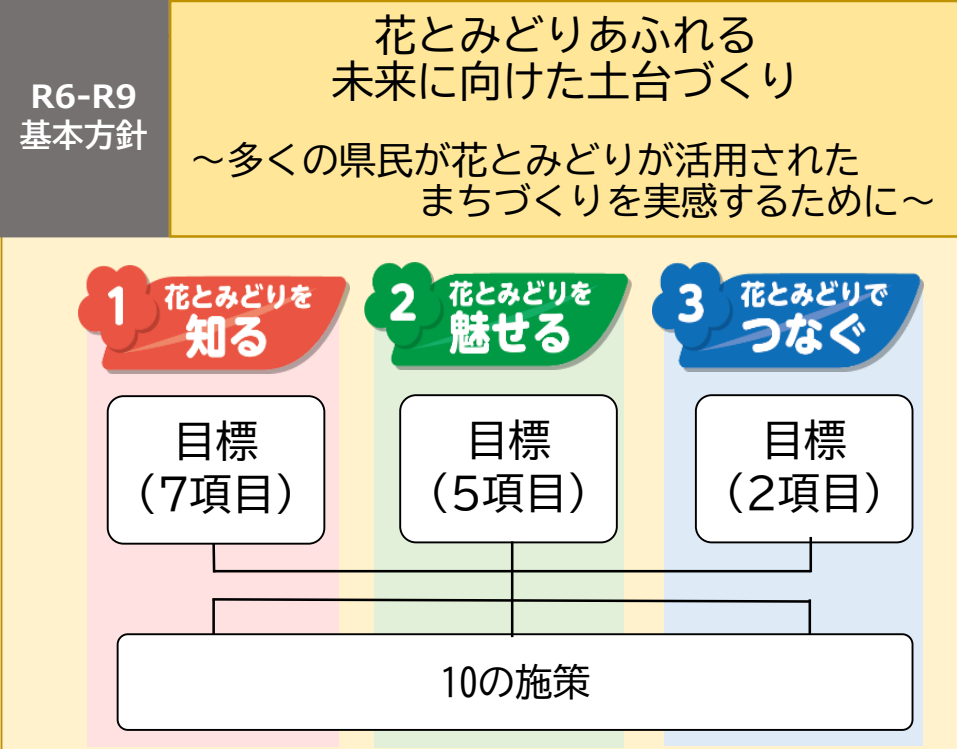 R6-R9
基本方針
花とみどりあふれる
未来に向けた土台づくり
～多くの県民が花とみどりが活用された
まちづくりを実感するために～
1
花とみどりを
知る
2
花とみどりを
魅せる
3
花とみどりで
つなぐ
目標
(7項目)
目標
(5項目)
目標
(2項目)
10の施策